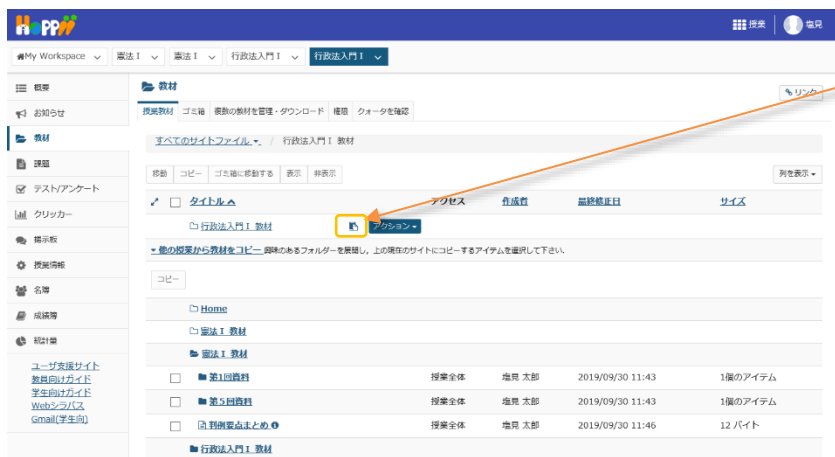 Hoppii
授業 塩見
My Workspace 憲法 I 憲法 I 行政法入門 I 行政法入門 I
概要
お知らせ
教材
課題
テスト/アンケート
クリッカー
掲示板
授業情報
名簿
成績簿
統計量
ユーザ支援サイト
教員向けガイド
学生向けガイド
Webシラバス
Gmail(学生向)
教材
リンク
授業教材 ゴミ箱 複数の教材を管理・ダウンロード 権限 クォータを確認
すべてのサイトファイル / 行政法入門 I 教材
移動 コピー ゴミ箱に移動する 表示 非表示
列を表示
タイトル アクセス 作成者 最終修正日 サイズ
行政法入門 I 教材 アクション
他の授業から教材をコピー 興味のあるフォルダーを展開し，上の現在のサイトにコピーするアイテムを選択して下さい。
コピー
Home
憲法 I 教材
憲法 I 教材
第1回資料 授業全体 塩見 太郎 2019/09/30 11:43 1個のアイテム
第５回資料 授業全体 塩見 太郎 2019/09/30 11:43 1個のアイテム
判例要点まとめ 授業全体 塩見 太郎 2019/09/30 11:46 12 バイト
行政法入門 I 教材